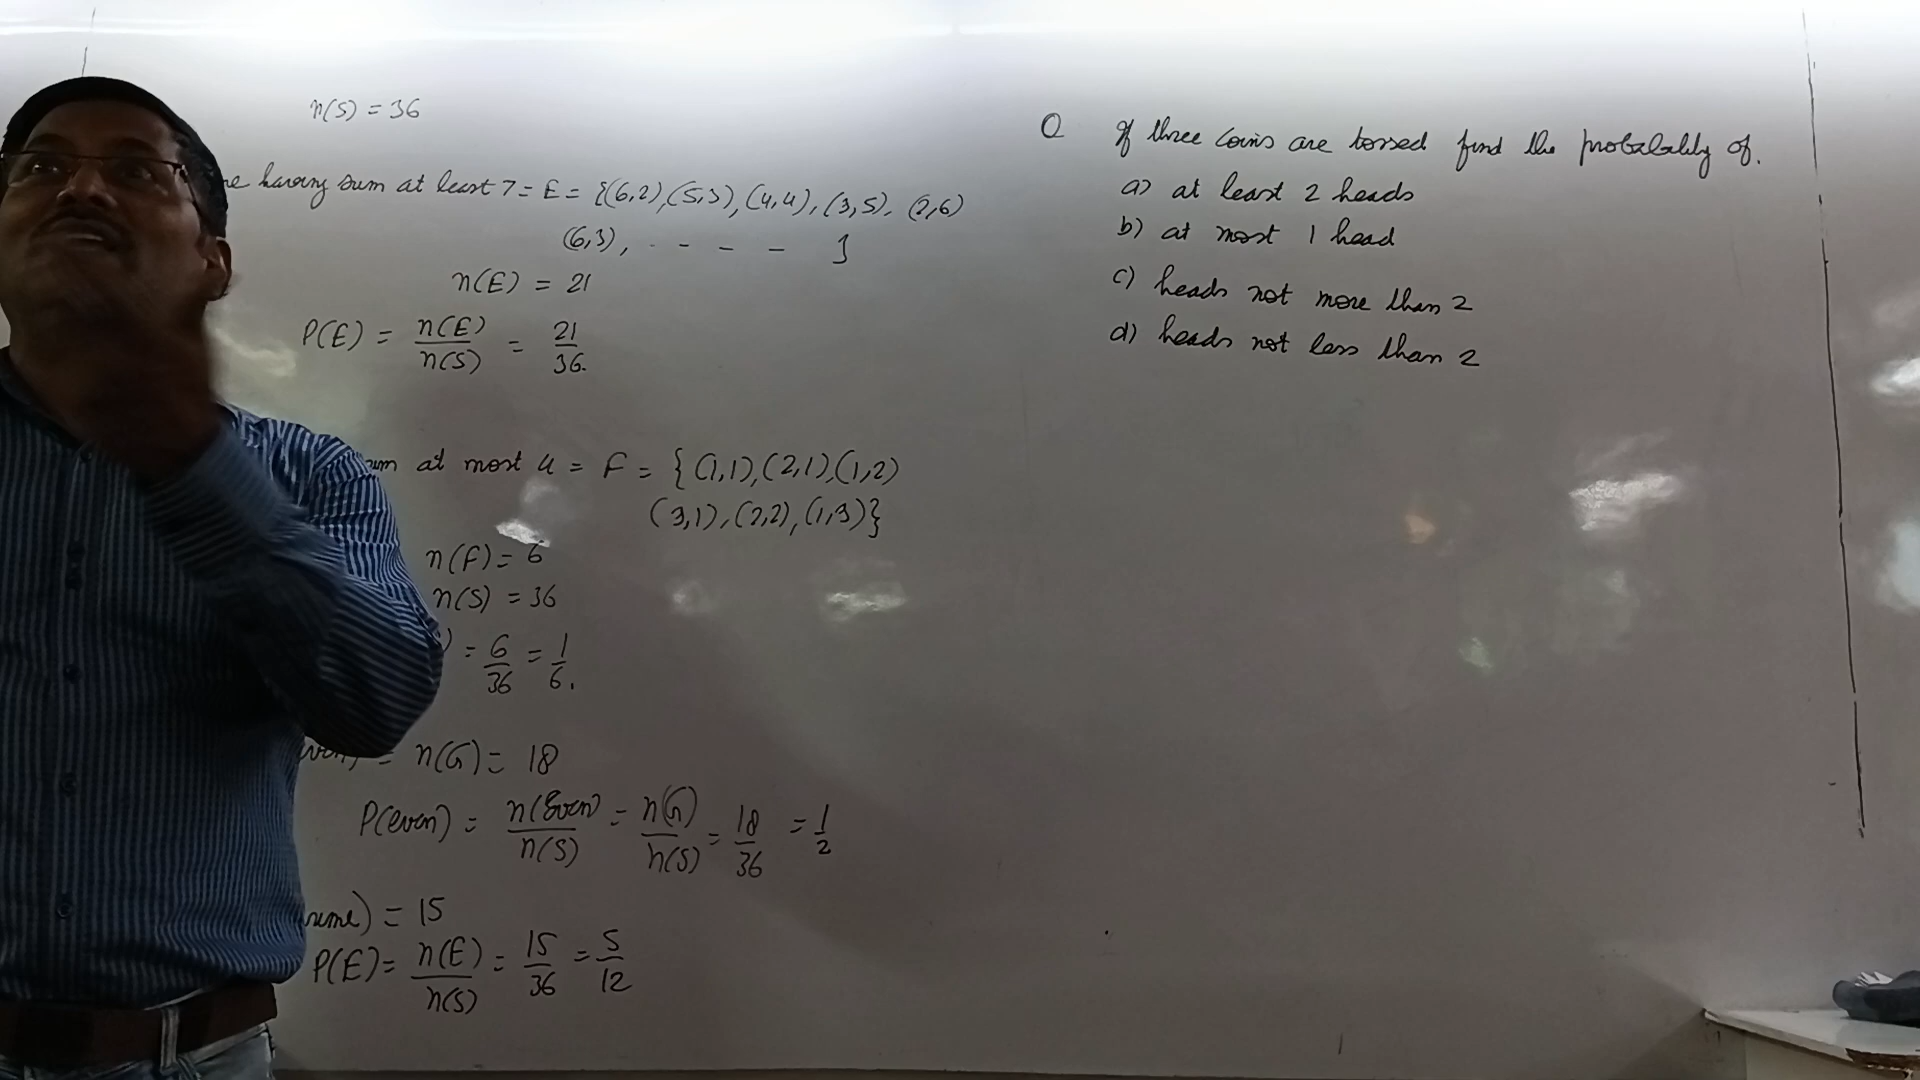 n(S) = 36
having sum at least 7 = E = {(6,2),(5,3),(4,4),(3,5),(2,6)
(6,3), - - - - }
n(E) = 21
P(E) = n(E)/n(S) = 21/36.
at most 4 = F = { (1,1),(2,1),(1,2)
(3,1),(2,2),(1,3)}
n(F) = 6
n(S) = 36
) = 6/36 = 1/6.
= n(G) = 18
P(even) = n(Even)/n(S) = n(G)/n(S) = 18/36 = 1/2
) = 15
P(E) = n(E)/n(S) = 15/36 = 5/12
Q If three coins are tossed find the probability of.
a) at least 2 heads
b) at most 1 head
c) heads not more than 2
d) heads not less than 2